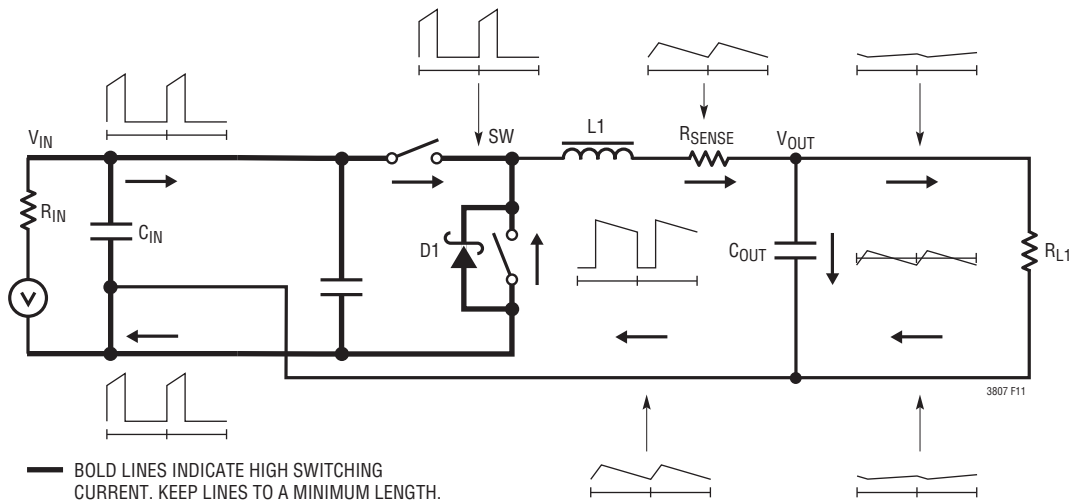 SW
L1
RSENSE
VOUT
VIN
RIN
CIN
D1
COUT
RL1
V
3807 F11
BOLD LINES INDICATE HIGH SWITCHING
CURRENT. KEEP LINES TO A MINIMUM LENGTH.